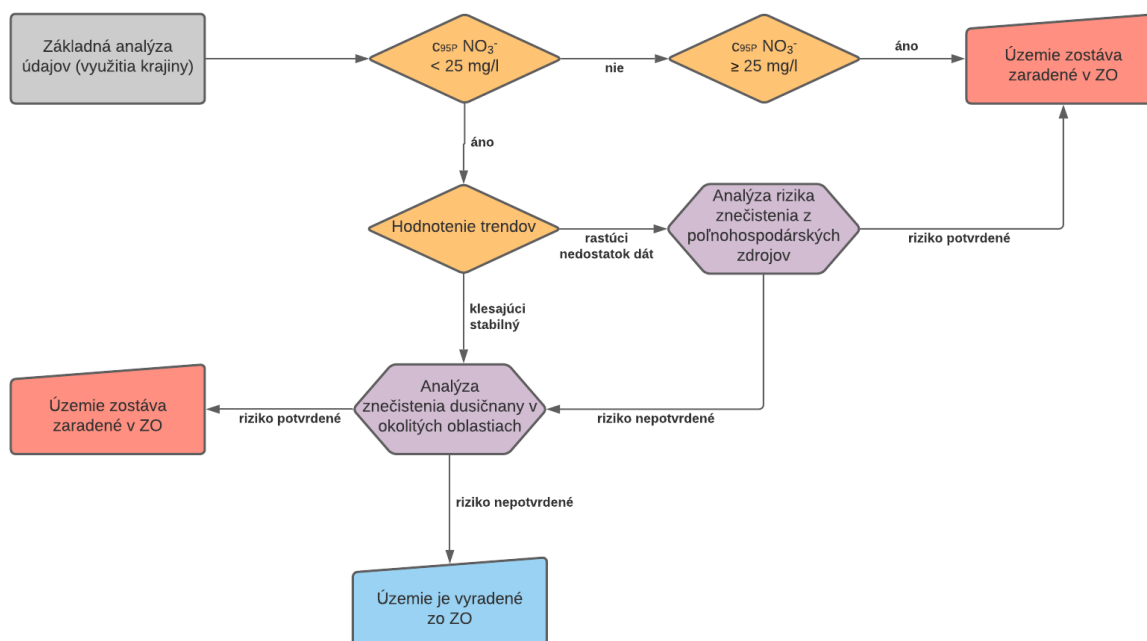 Základná analýza
údajov (využitia krajiny)
c₉₅ₚ NO₃⁻
< 25 mg/l
nie
c₉₅ₚ NO₃⁻
≥ 25 mg/l
áno
Územie zostáva
zaradené v ZO
áno
Hodnotenie trendov
rastúci
nedostatok dát
Analýza rizika
znečistenia z
poľnohospodárských
zdrojov
riziko potvrdené
klesajúci
stabilný
Územie zostáva
zaradené v ZO
riziko potvrdené
Analýza
znečistenia dusičnany v
okolitých oblastiach
riziko nepotvrdené
riziko nepotvrdené
Územie je vyradené
zo ZO